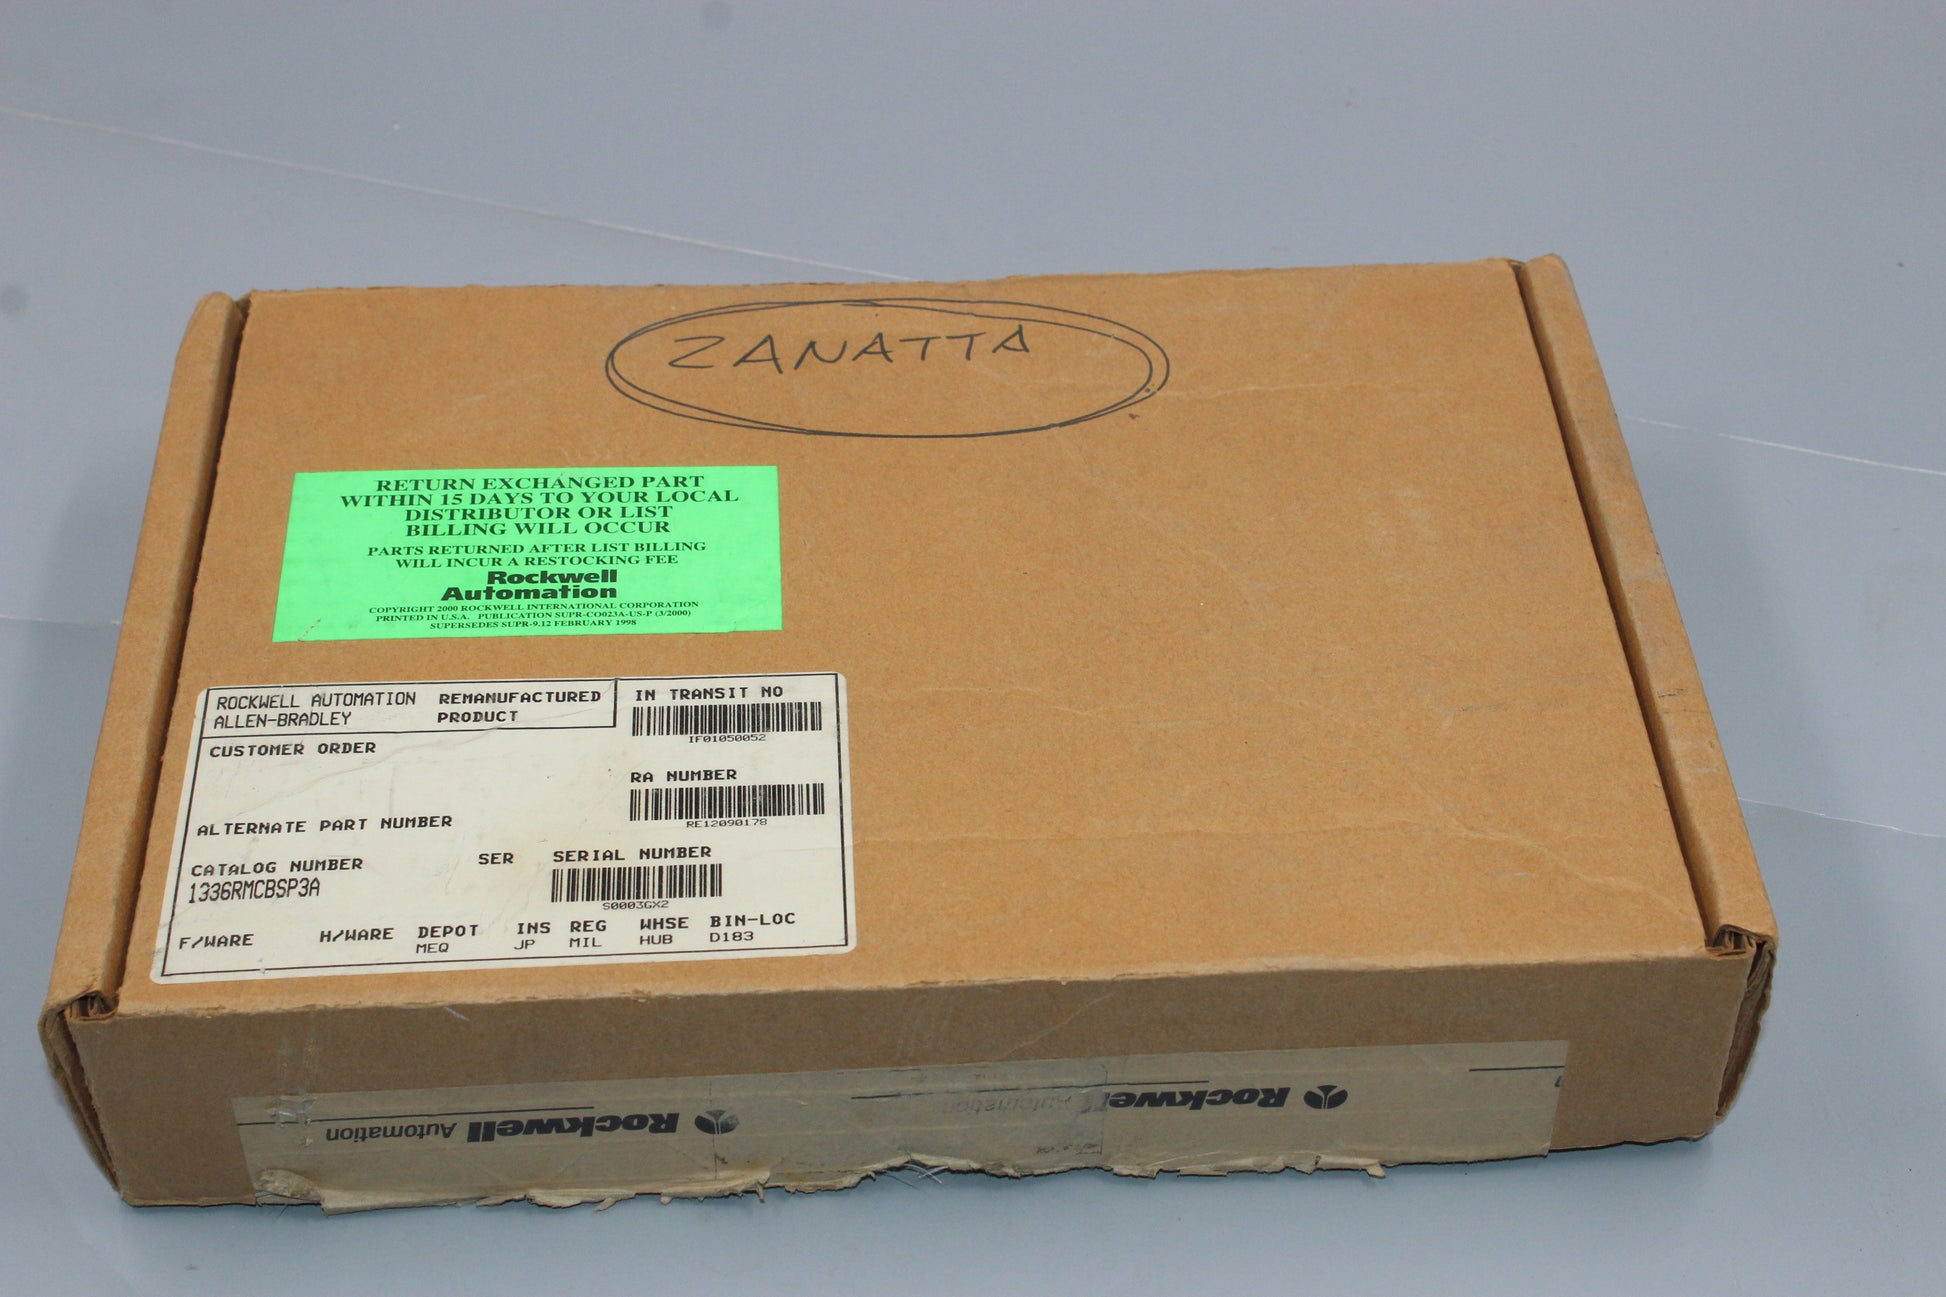 ZANATTA
RETURN EXCHANGED PART
WITHIN 15 DAYS TO YOUR LOCAL
DISTRIBUTOR OR LIST
BILLING WILL OCCUR
PARTS RETURNED AFTER LIST BILLING
WILL INCUR A RESTOCKING FEE
Rockwell
Automation
COPYRIGHT 2000 ROCKWELL INTERNATIONAL CORPORATION
PRINTED IN U.S.A. PUBLICATION SUPR-CO023A-US-P (3/2000)
SUPERSEDES SUPR-9.12 FEBRUARY 1998
ROCKWELL AUTOMATION REMANUFACTURED
ALLEN-BRADLEY PRODUCT
IN TRANSIT NO
IF01050052
CUSTOMER ORDER
RA NUMBER
RE12090178
ALTERNATE PART NUMBER
CATALOG NUMBER SER SERIAL NUMBER
1336RMCBSP3A
S0003GX2
F/WARE H/WARE DEPOT INS REG WHSE BIN-LOC
MEQ JP MIL HUB D183
Rockwell Automation
Rockwell Automation